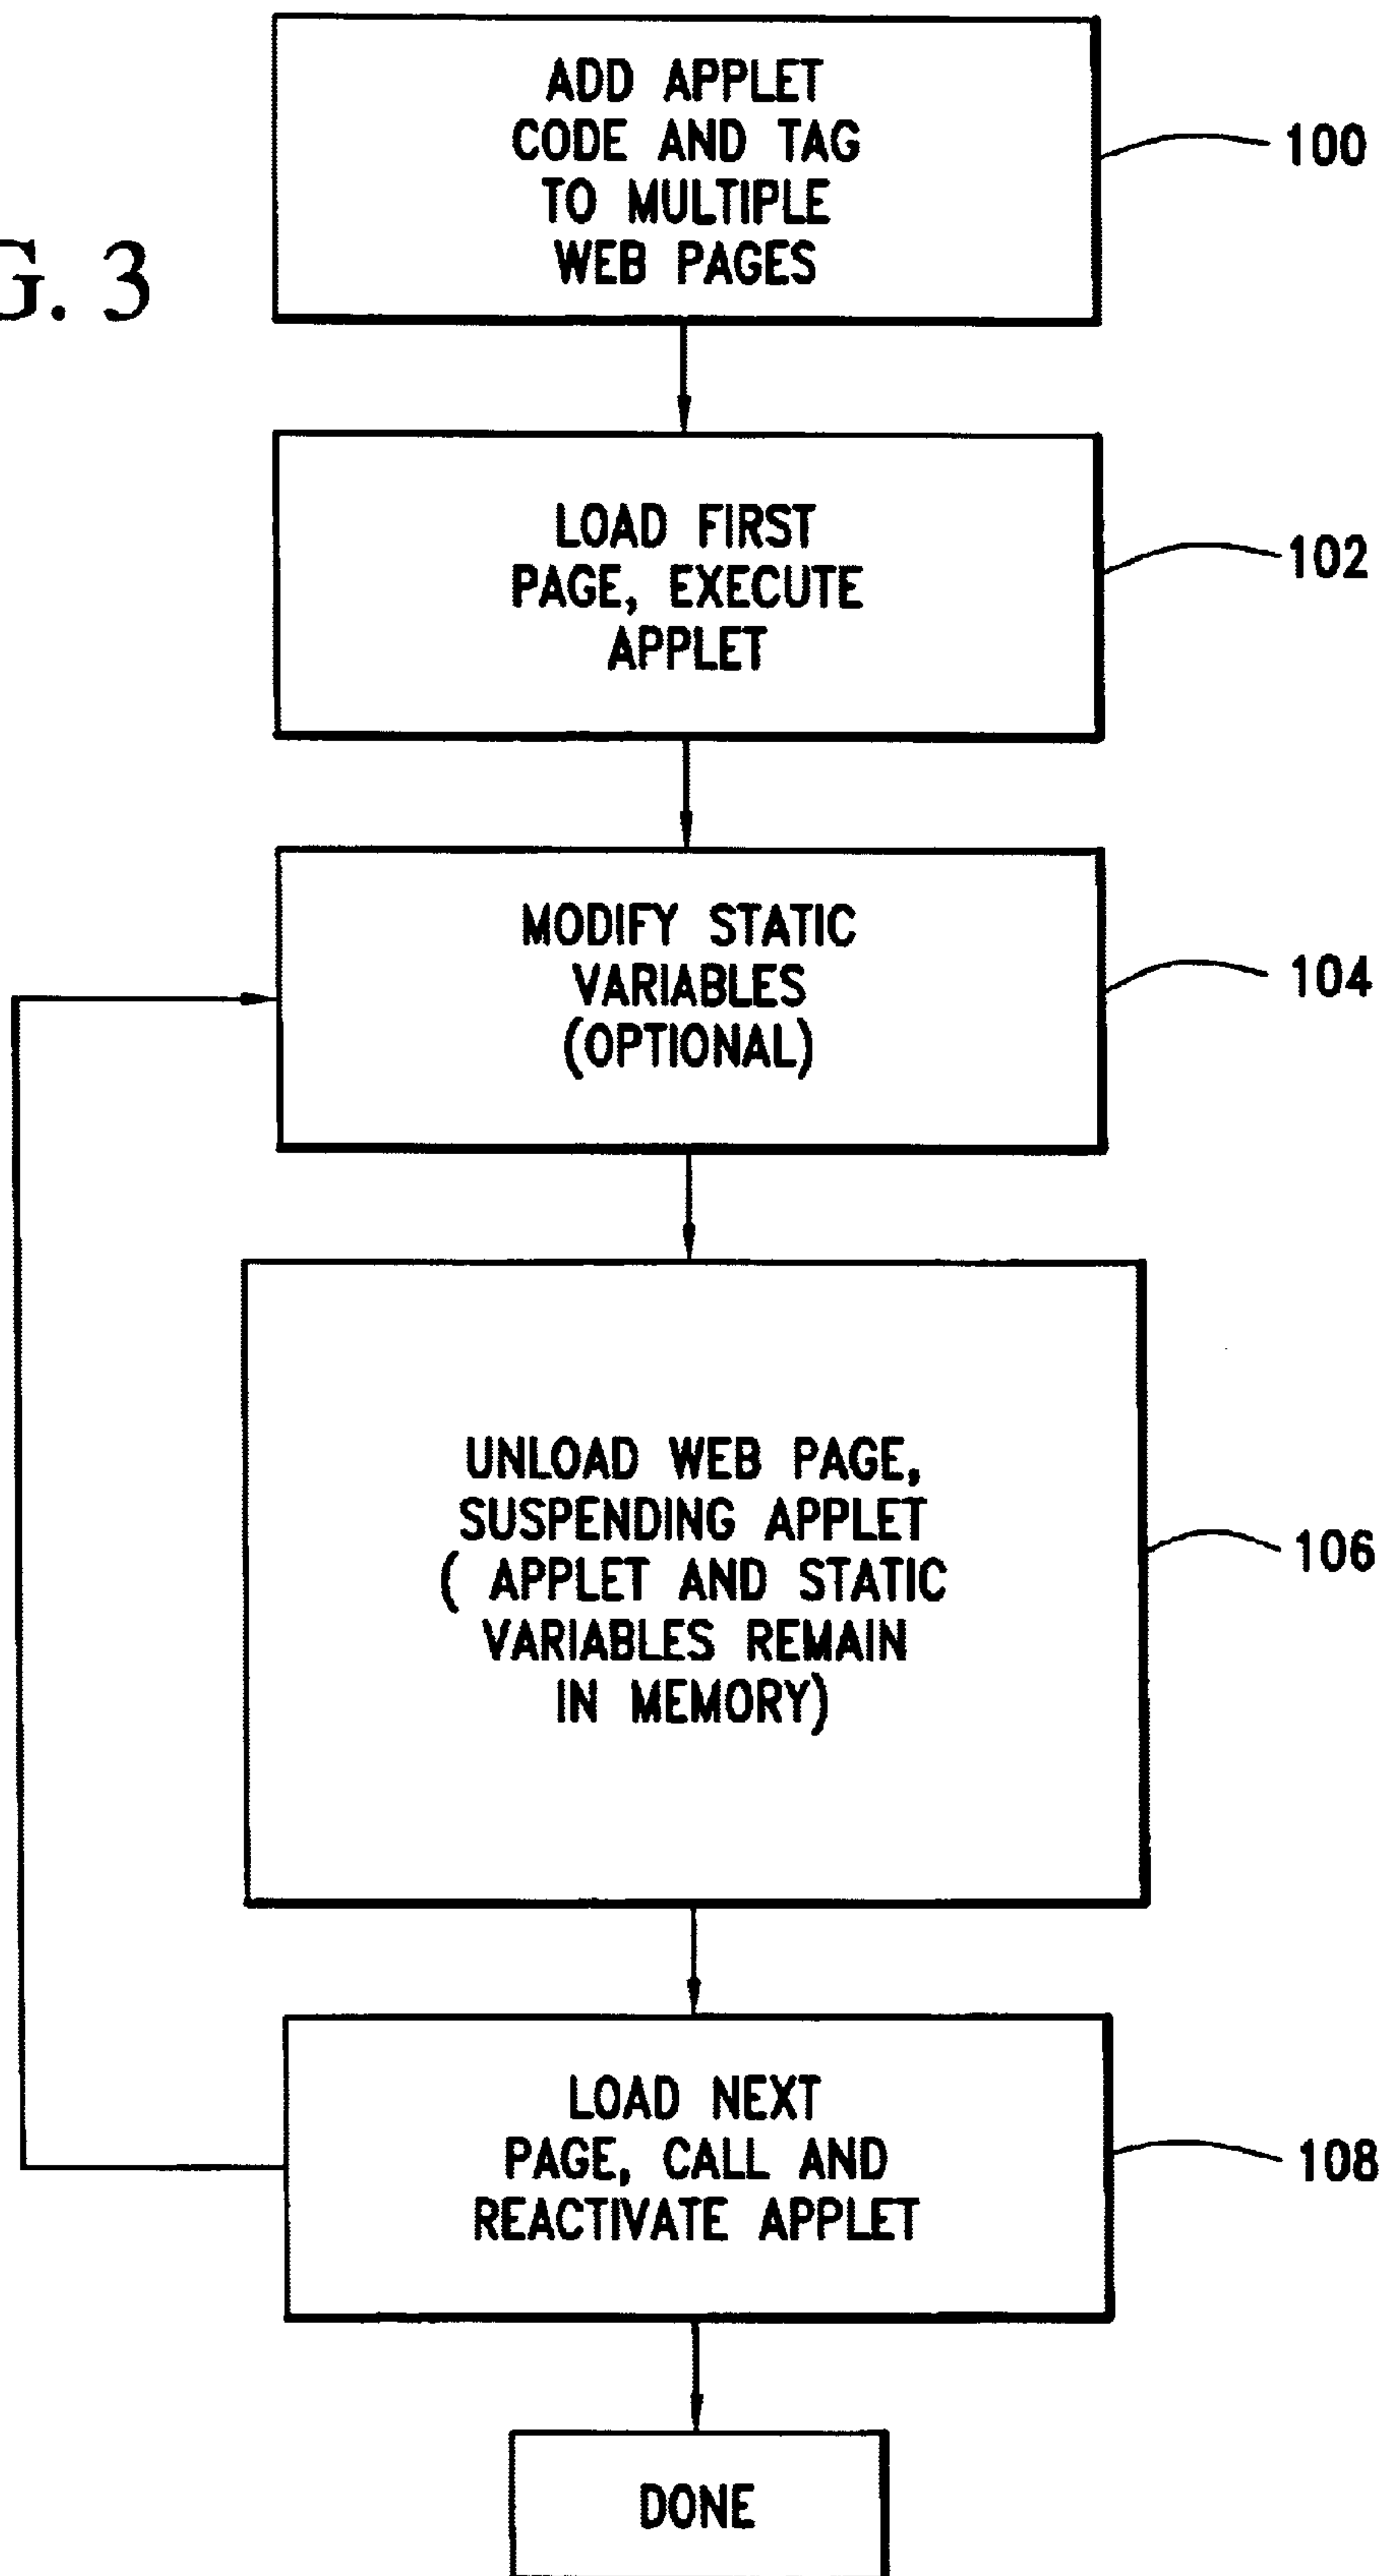 ADD APPLET
CODE AND TAG
TO MULTIPLE
WEB PAGES
100
G. 3
LOAD FIRST
PAGE, EXECUTE
APPLET
102
MODIFY STATIC
VARIABLES
(OPTIONAL)
104
UNLOAD WEB PAGE,
SUSPENDING APPLET
( APPLET AND STATIC
VARIABLES REMAIN
IN MEMORY)
106
LOAD NEXT
PAGE, CALL AND
REACTIVATE APPLET
108
DONE